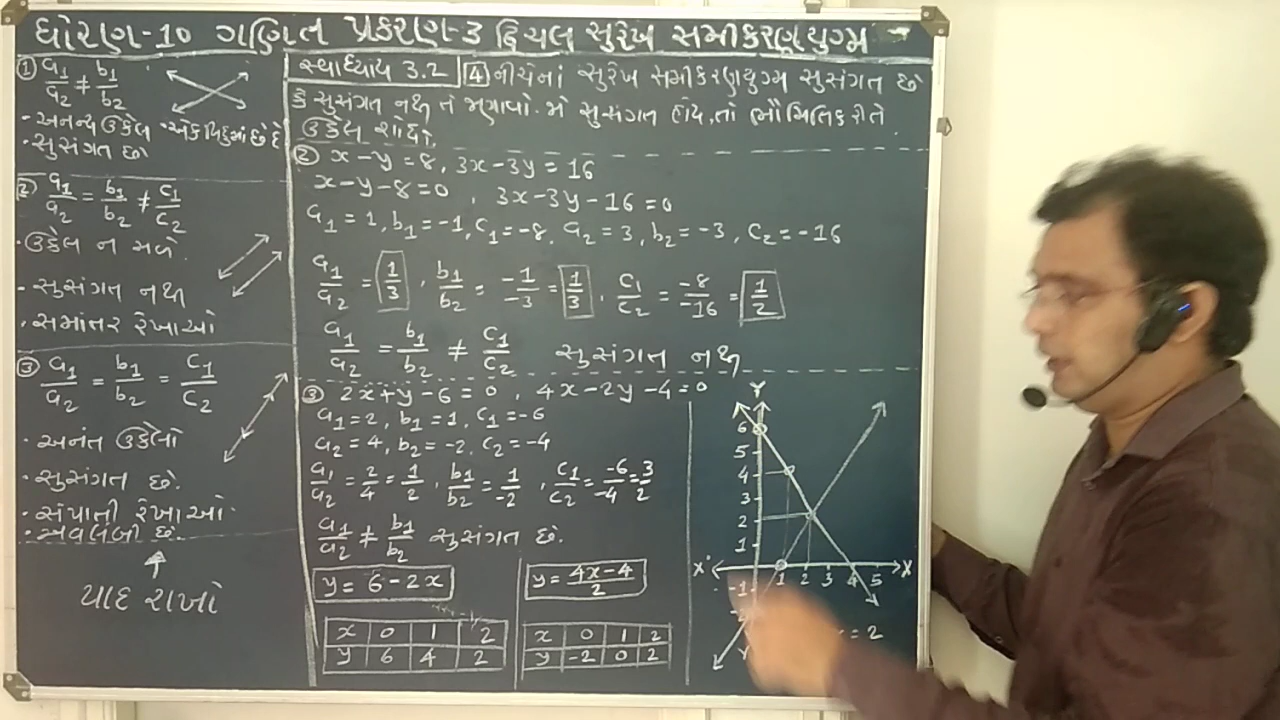 ધોરણ-10 ગણિત પ્રકરણ-3 દ્વિચલ સુરેખ સમીકરણયુગ્મ
① a₁/a₂ ≠ b₁/b₂
· અનન્ય ઉકેલ
· સુસંગત છે
② a₁/a₂ = b₁/b₂ ≠ c₁/c₂
· ઉકેલ ન મળે.
- સુસંગત નથી
· સમાંતર રેખાઓ
③ a₁/a₂ = b₁/b₂ = c₁/c₂
· અનંત ઉકેલો
· સુસંગત છે.
· સંપાતી રેખાઓ
· અવલંબી છે.
યાદ રાખો
સ્વાધ્યાય 3.2 4 નીચેનાં સુરેખ સમીકરણયુગ્મ સુસંગત છે
કે સુસંગત નથી તે જણાવો. જો સુસંગત હોય, તો ભૌમિતિક રીતે
ઉકેલ શોધો.
② x-y=8, 3x-3y=16
x-y-8=0 , 3x-3y-16=0
a₁=1, b₁=-1, c₁=-8, a₂=3, b₂=-3, c₂=-16
a₁/a₂ = 1/3, b₁/b₂ = -1/-3 = 1/3, c₁/c₂ = -8/-16 = 1/2
a₁/a₂ = b₁/b₂ ≠ c₁/c₂ સુસંગત નથી
③ 2x+y-6=0 , 4x-2y-4=0
a₁=2, b₁=1, c₁=-6
a₂=4, b₂=-2, c₂=-4
a₁/a₂ = 2/4 = 1/2, b₁/b₂ = 1/-2, c₁/c₂ = -6/-4 = 3/2
a₁/a₂ ≠ b₁/b₂ સુસંગત છે.
y=6-2x
x 0 1 2
y 6 4 2
y=4x-4/2
x 0 1 2
y -2 0 2
Y
6
5
4
3
2
1
X' 1 2 3 4 5 X
-1
= 2